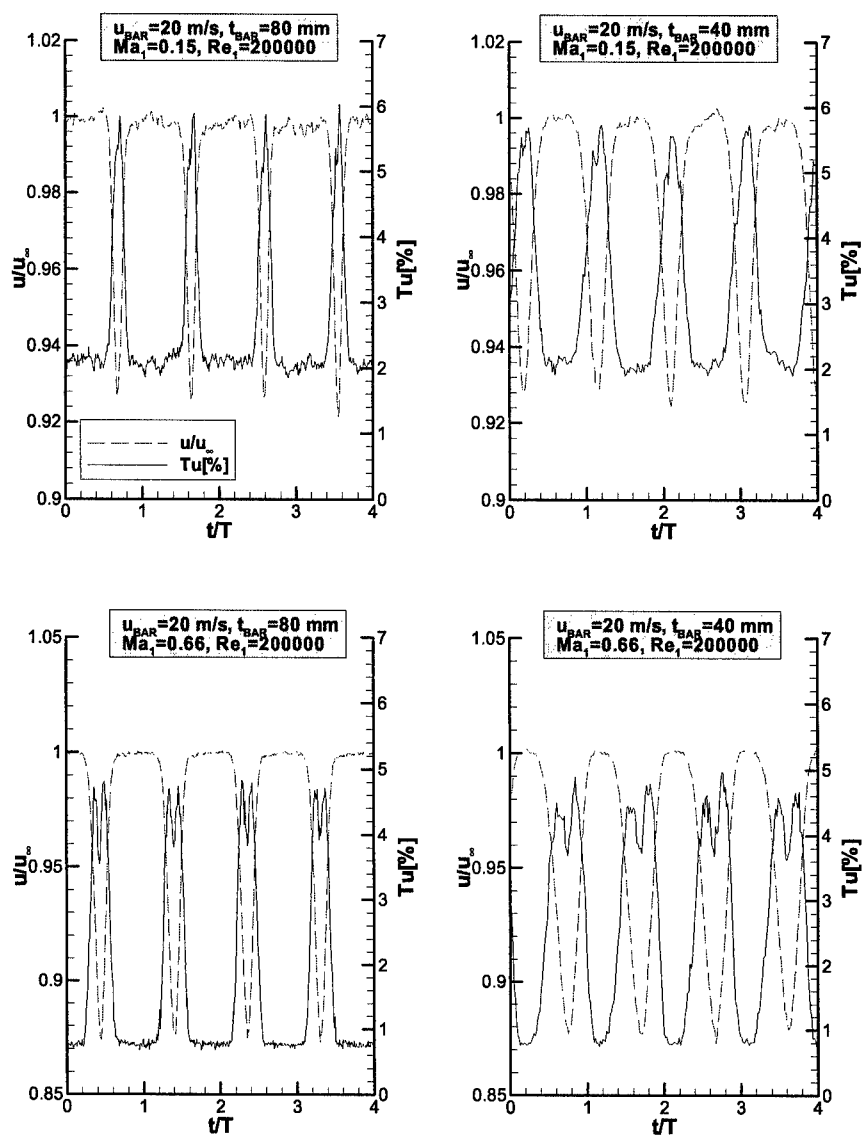 u_BAR=20 m/s, t_BAR=80 mm
Ma_1=0.15, Re_1=200000
1.02
1
0.98
0.96
0.94
0.92
0.9
u/u_∞
7
6
5
4
3
2
1
0
Tu[%]
u/u_∞
Tu[%]
0 1 2 3 4
t/T
u_BAR=20 m/s, t_BAR=40 mm
Ma_1=0.15, Re_1=200000
1.02
1
0.98
0.96
0.94
0.92
0.9
u/u_∞
7
6
5
4
3
2
1
0
Tu[%]
0 1 2 3 4
t/T
u_BAR=20 m/s, t_BAR=80 mm
Ma_1=0.66, Re_1=200000
1.05
1
0.95
0.9
0.85
u/u_∞
7
6
5
4
3
2
1
0
Tu[%]
0 1 2 3 4
t/T
u_BAR=20 m/s, t_BAR=40 mm
Ma_1=0.66, Re_1=200000
1.05
1
0.95
0.9
0.85
u/u_∞
7
6
5
4
3
2
1
0
Tu[%]
0 1 2 3 4
t/T